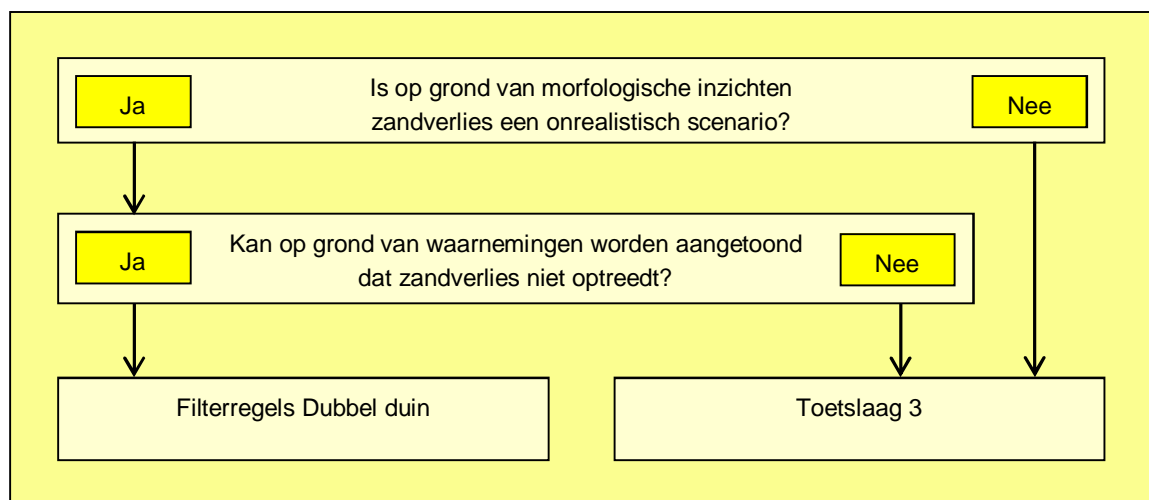 Is op grond van morfologische inzichten
Ja
Nee
zandverlies een onrealistisch scenario?
Kan op grond van waarnemingen worden aangetoond
Ja
Nee
dat zandverlies niet optreedt?
Filterregels Dubbel duin
Toetslaag 3